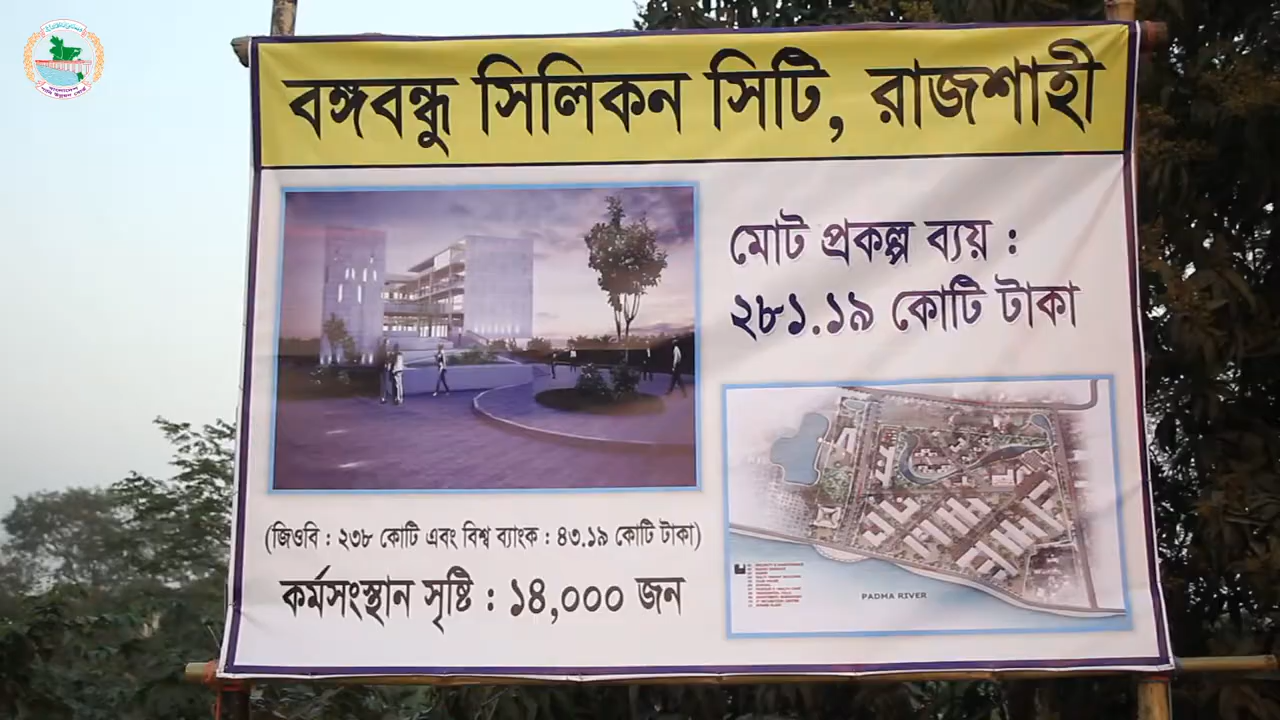 বঙ্গবন্ধু সিলিকন সিটি, রাজশাহী
মোট প্রকল্প ব্যয় :
২৮১.১৯ কোটি টাকা
(জিওবি : ২৩৮ কোটি এবং বিশ্ব ব্যাংক : ৪৩.১৯ কোটি টাকা)
কর্মসংস্থান সৃষ্টি : ১৪,০০০ জন
PADMA RIVER